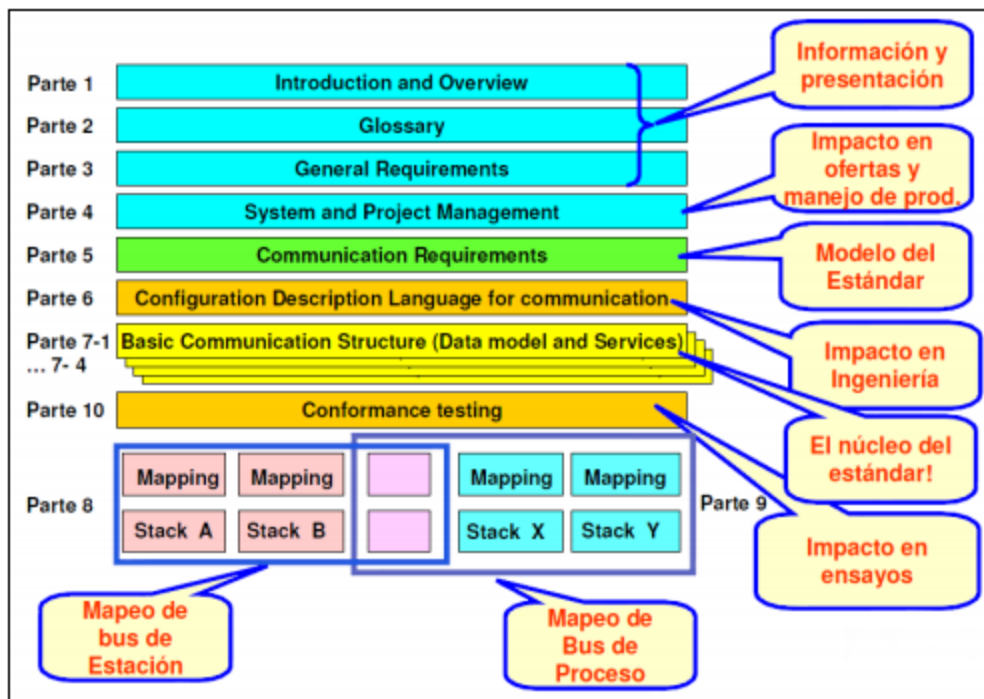 Información y
presentación
Parte 1
Introduction and Overview
Parte 2
Glossary
Parte 3
General Requirements
Impacto en
ofertas y
manejo de prod.
Parte 4
System and Project Management
Parte 5
Communication Requirements
Modelo del
Estándar
Parte 6
Configuration Description Language for communication
Parte 7-1
... 7- 4
Basic Communication Structure (Data model and Services)
Impacto en
Ingeniería
Parte 10
Conformance testing
El núcleo del
estándar!
Parte 8
Mapping
Mapping
Mapping
Mapping
Parte 9
Stack A
Stack B
Stack X
Stack Y
Impacto en
ensayos
Mapeo de
bus de
Estación
Mapeo de
Bus de
Proceso